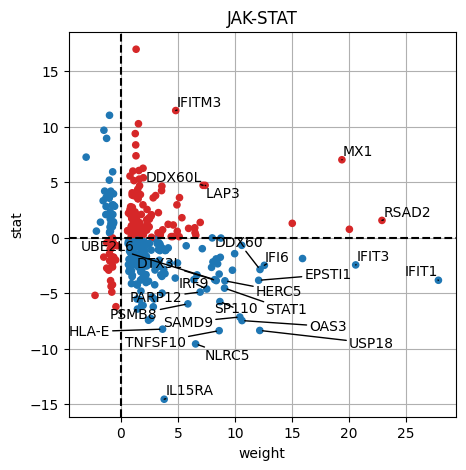 JAK-STAT
15
10
5
0
−5
−10
−15
stat
IFITM3
MX1
DDX60L
LAP3
RSAD2
UBE2L6
DDX60
DTX3L
IFI6
IFIT3
IFIT1
EPSTI1
IRF9
HERC5
PARP12
SP110
STAT1
PSMB8
SAMD9
OAS3
HLA-E
TNFSF10
USP18
NLRC5
IL15RA
0
5
10
15
20
25
weight